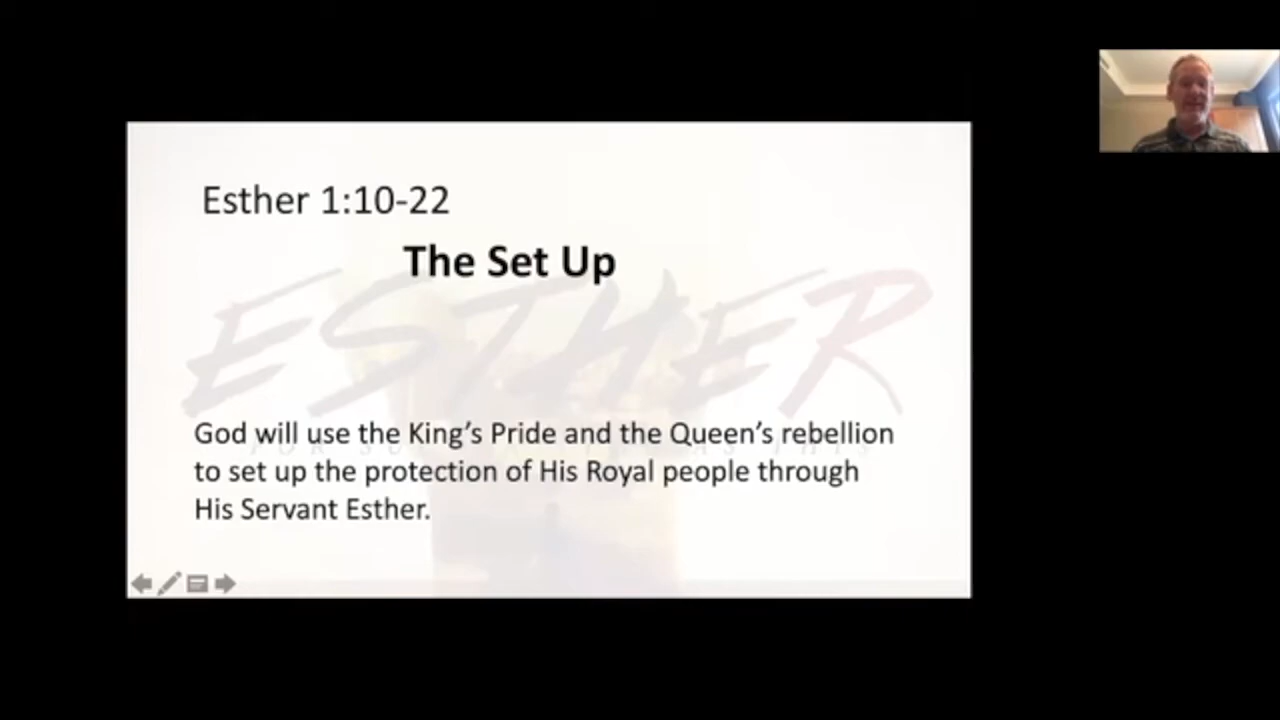 Esther 1:10-22
The Set Up
ESTHER
God will use the King's Pride and the Queen's rebellion
to set up the protection of His Royal people through
His Servant Esther.